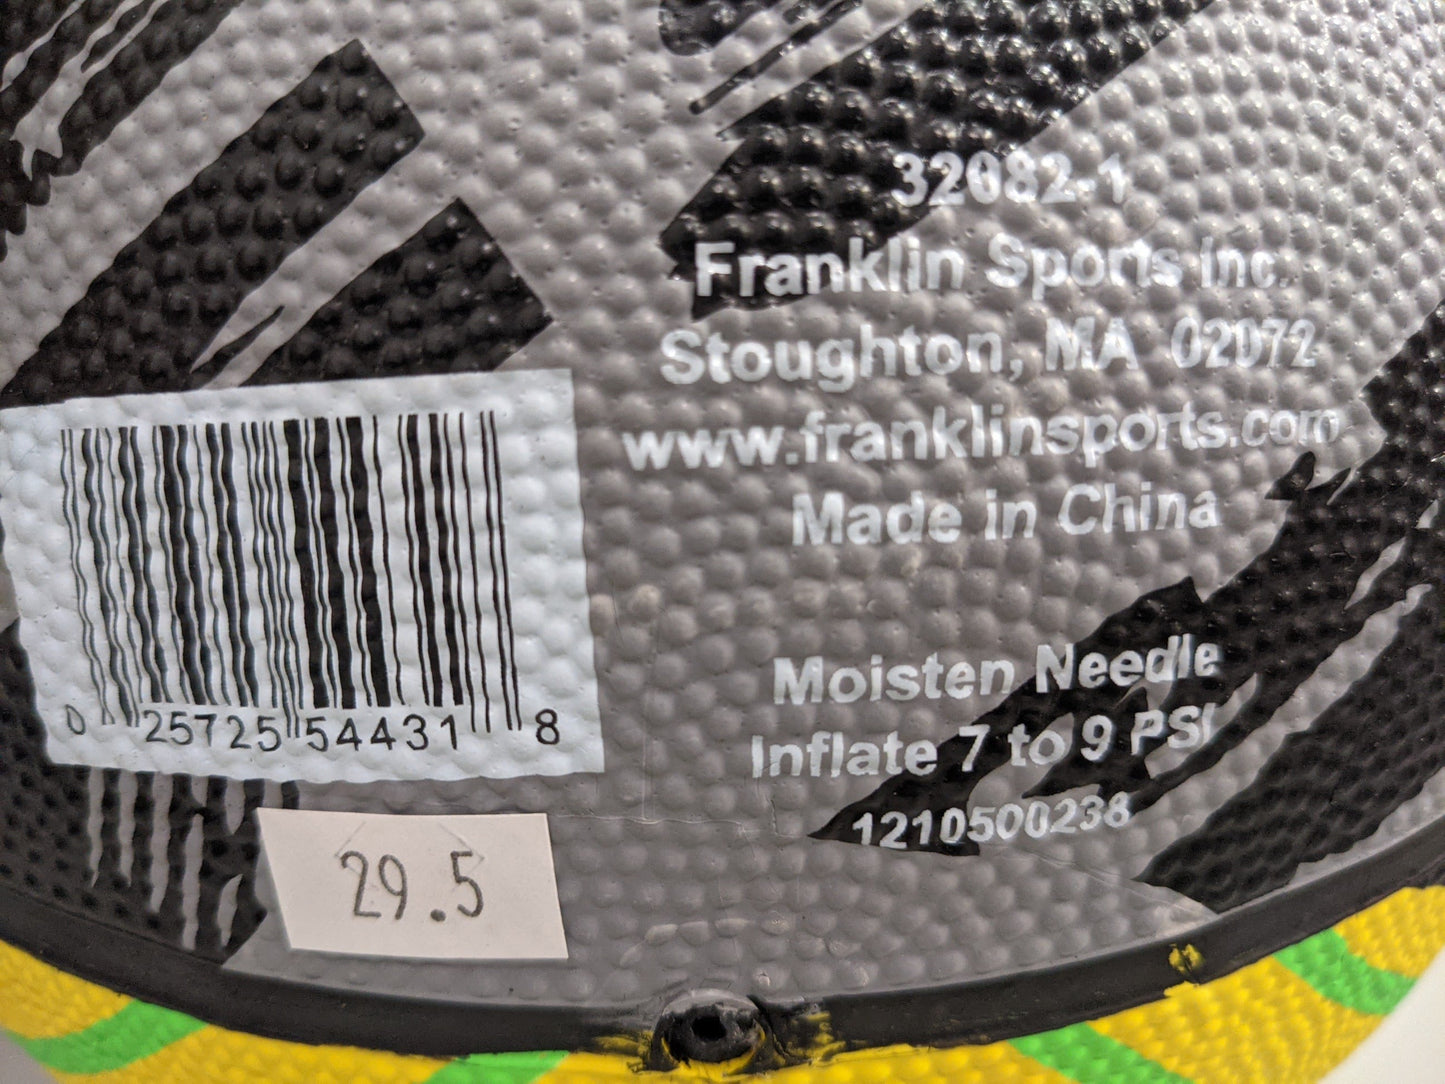 32082-1
Franklin Sports Inc.
Stoughton, MA 02072
www.franklinsports.com
Made in China
Moisten Needle
Inflate 7 to 9 PSI
1210500238
0 25725 54431 8
29.5